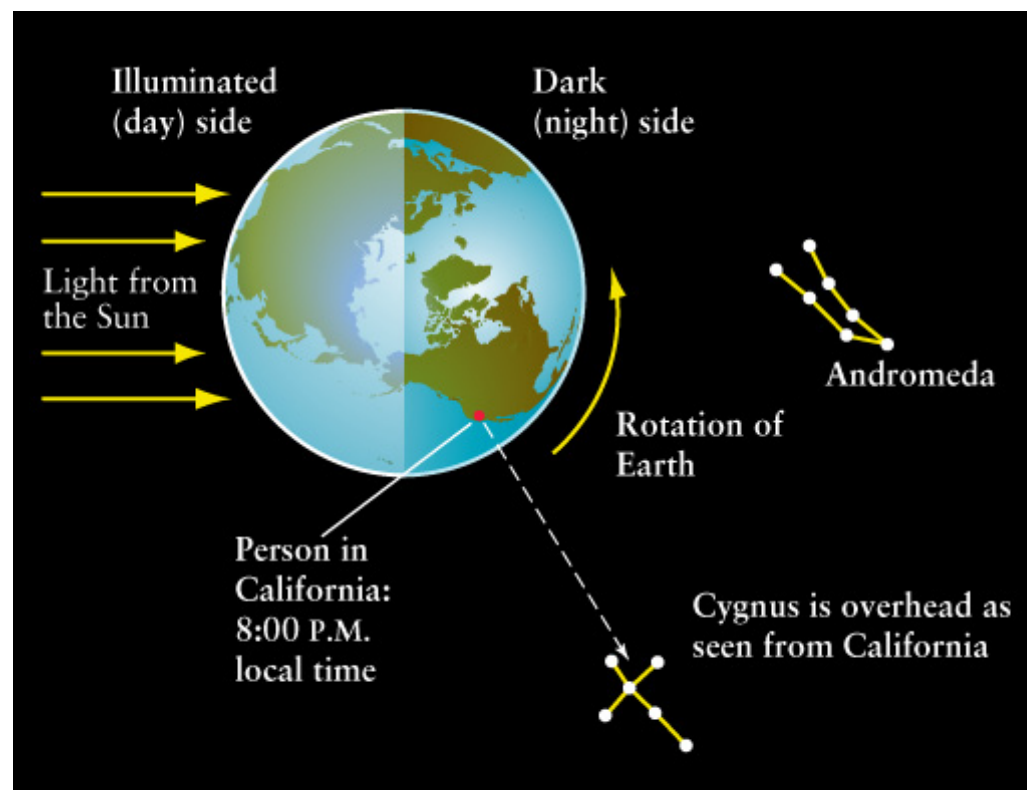 Illuminated
(day) side
Dark
(night) side
Light from
the Sun
Andromeda
Rotation of
Earth
Person in
California:
8:00 P.M.
local time
Cygnus is overhead as
seen from California